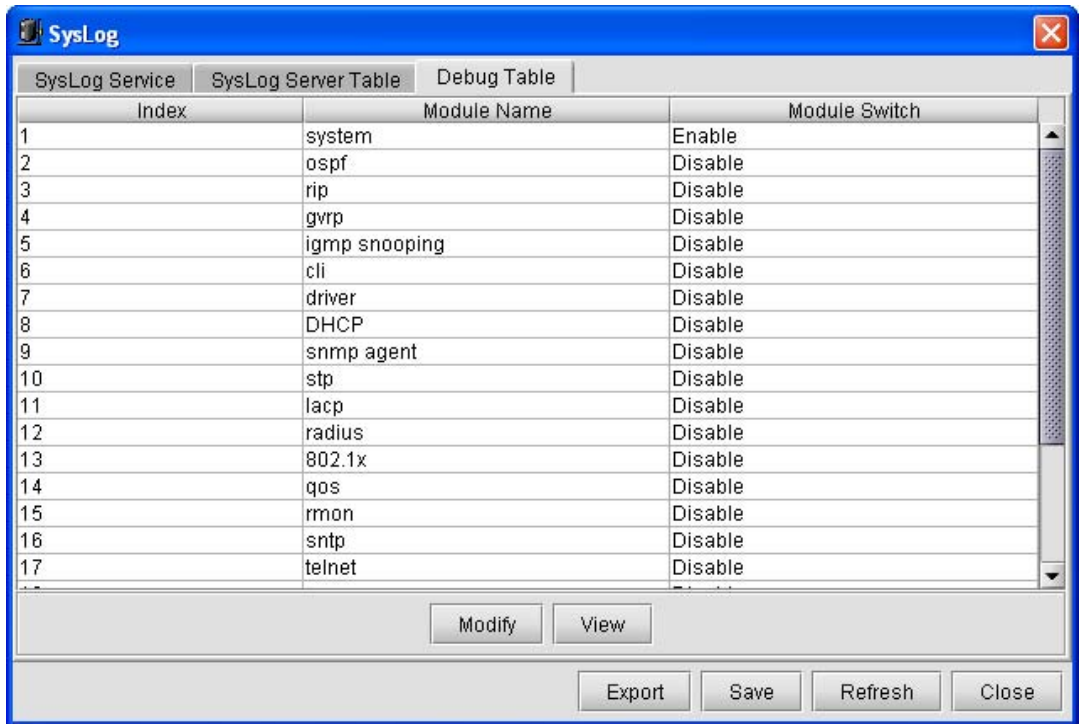 SysLog
SysLog Service SysLog Server Table Debug Table
Index Module Name Module Switch
1 system Enable
2 ospf Disable
3 rip Disable
4 gvrp Disable
5 igmp snooping Disable
6 cli Disable
7 driver Disable
8 DHCP Disable
9 snmp agent Disable
10 stp Disable
11 lacp Disable
12 radius Disable
13 802.1x Disable
14 qos Disable
15 rmon Disable
16 sntp Disable
17 telnet Disable
Modify View
Export Save Refresh Close